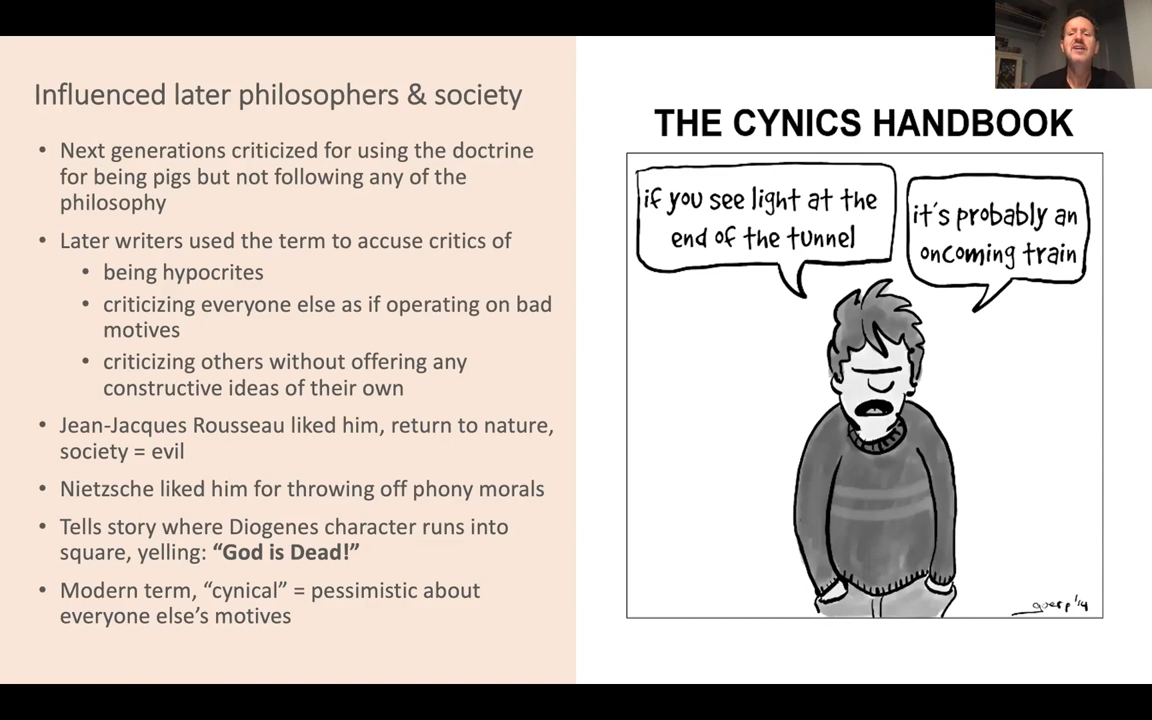 Influenced later philosophers & society
• Next generations criticized for using the doctrine
for being pigs but not following any of the
philosophy
• Later writers used the term to accuse critics of
• being hypocrites
• criticizing everyone else as if operating on bad
motives
• criticizing others without offering any
constructive ideas of their own
• Jean-Jacques Rousseau liked him, return to nature,
society = evil
• Nietzsche liked him for throwing off phony morals
• Tells story where Diogenes character runs into
square, yelling: “God is Dead!”
• Modern term, “cynical” = pessimistic about
everyone else’s motives
THE CYNICS HANDBOOK
if you see light at the
end of the tunnel
it's probably an
oncoming train